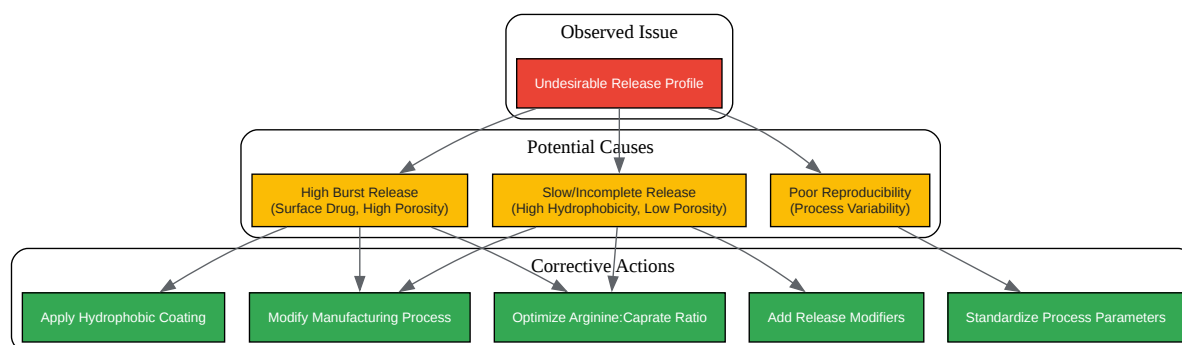 Observed Issue
Undesirable Release Profile
Potential Causes
High Burst Release
(Surface Drug, High Porosity)
Slow/Incomplete Release
(High Hydrophobicity, Low Porosity)
Poor Reproducibility
(Process Variability)
Corrective Actions
Apply Hydrophobic Coating
Modify Manufacturing Process
Optimize Arginine:Caprate Ratio
Add Release Modifiers
Standardize Process Parameters